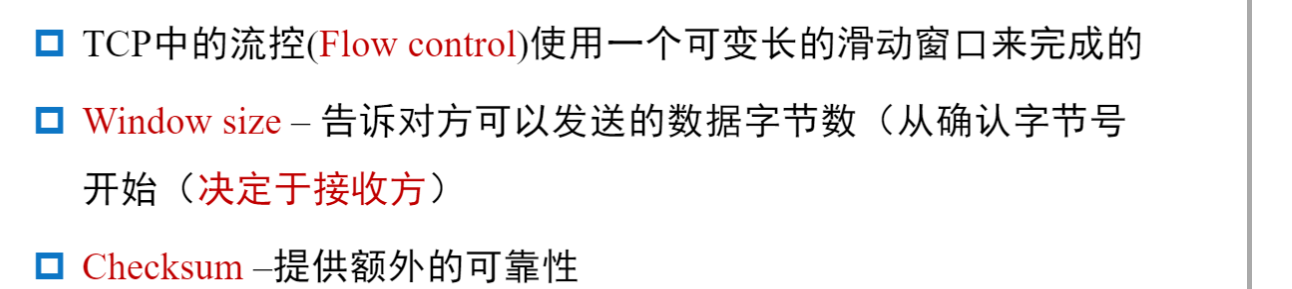 TCP中的流控(Flow control)使用一个可变长的滑动窗口来完成的
Window size – 告诉对方可以发送的数据字节数（从确认字节号
开始（决定于接收方）
Checksum –提供额外的可靠性